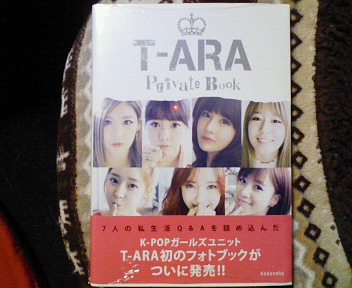 T-ARA
Private Book
7人の私生活Q&Aを詰め込んだ
K-POPガールズユニット
T-ARA初のフォトブックが
ついに発売!!
Kodansha